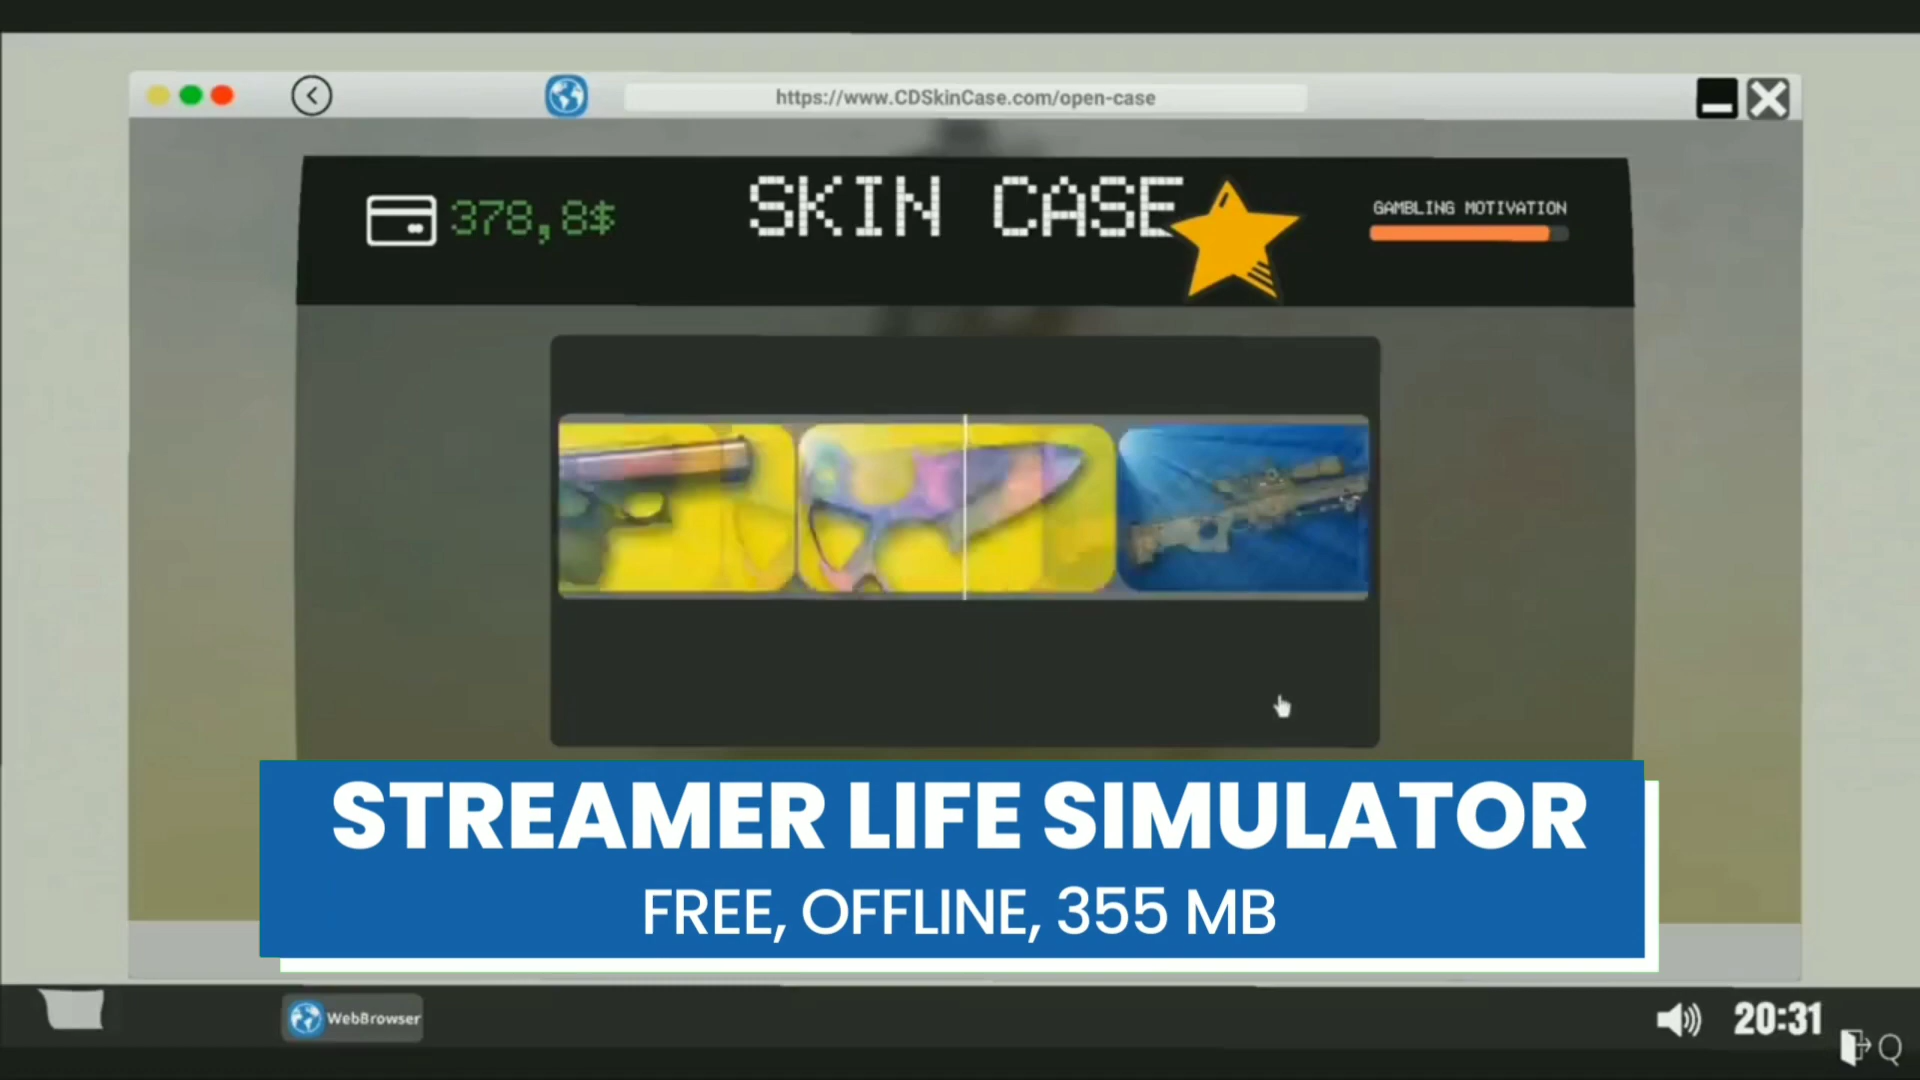 https://www.CDSkinCase.com/open-case
378,8$
SKIN CASE
GAMBLING MOTIVATION
STREAMER LIFE SIMULATOR
FREE, OFFLINE, 355 MB
WebBrowser
20:31
Q